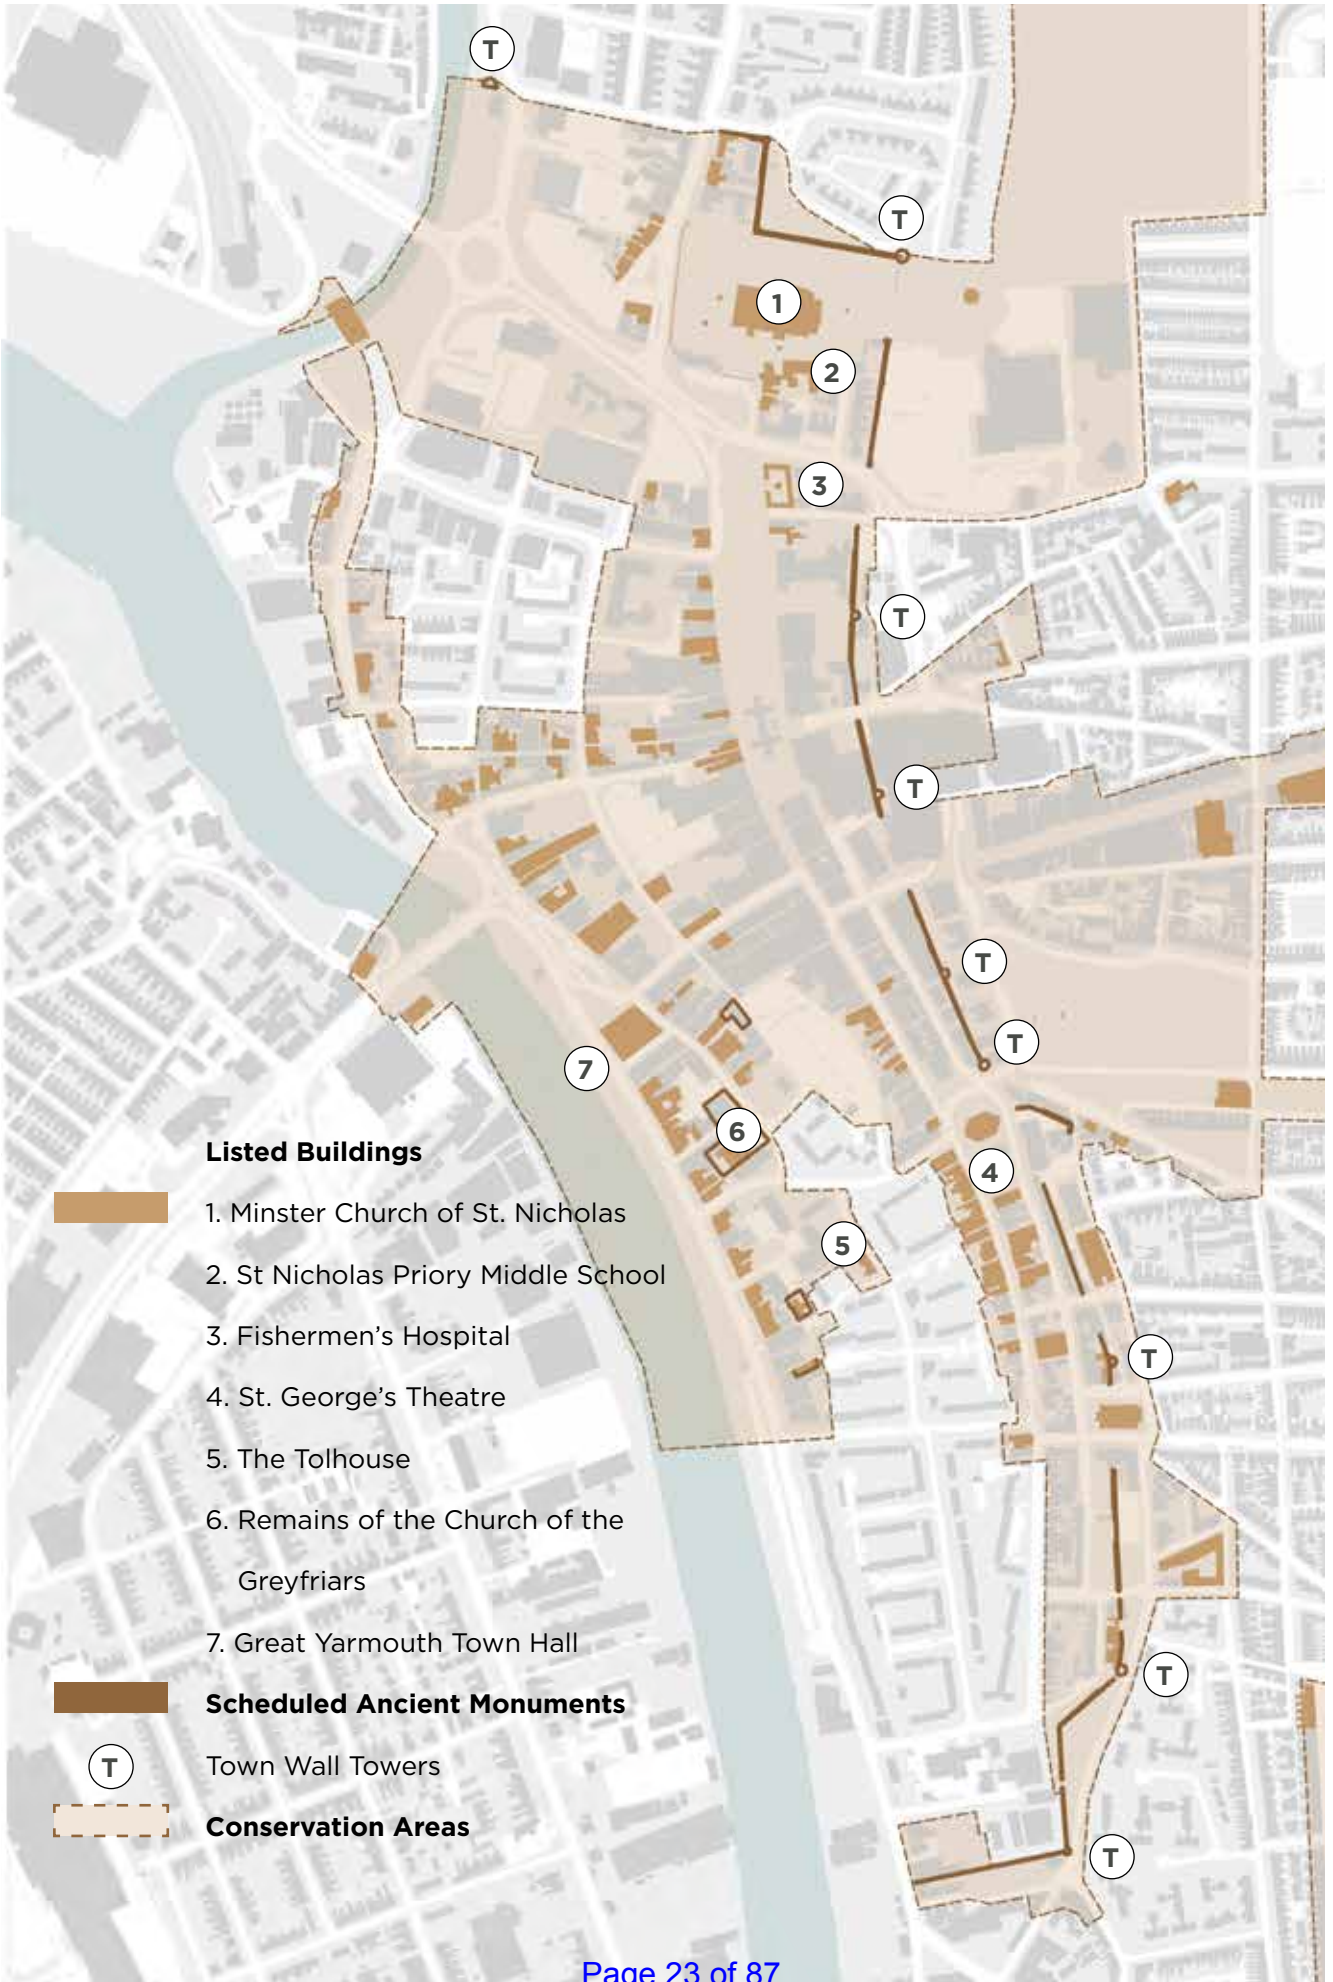 T
T
1
2
3
T
T
T
T
7
6
4
5
Listed Buildings
1. Minster Church of St. Nicholas
2. St Nicholas Priory Middle School
3. Fishermen's Hospital
4. St. George's Theatre
5. The Tolhouse
6. Remains of the Church of the
Greyfriars
7. Great Yarmouth Town Hall
Scheduled Ancient Monuments
T Town Wall Towers
Conservation Areas
T
T
T
Page 23 of 87